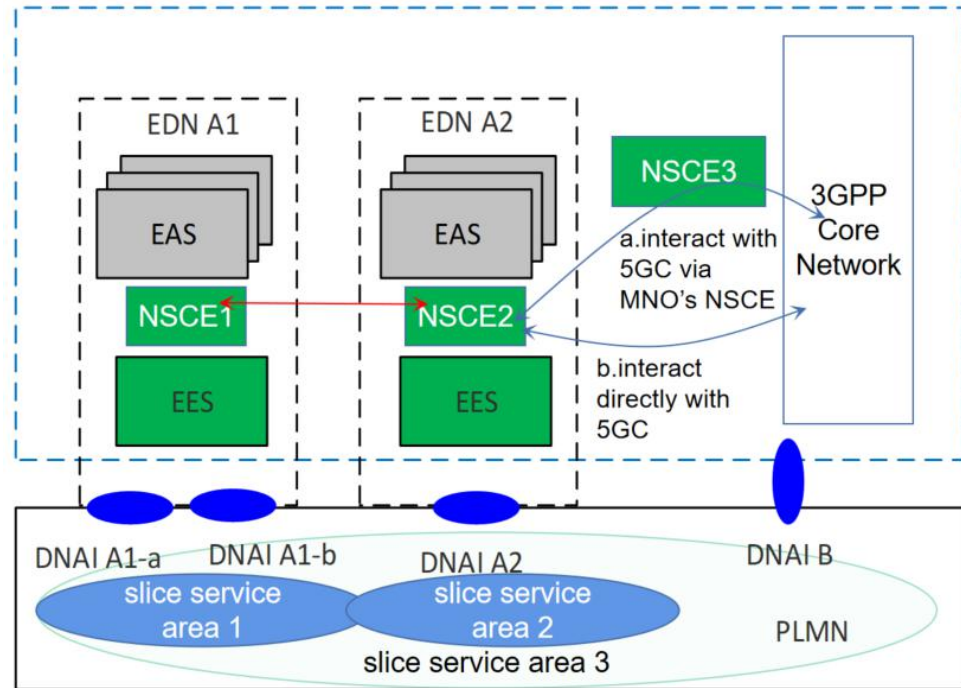 EDN A1
EDN A2
NSCE3
3GPP
Core
Network
EAS
EAS
a.interact with
5GC via
MNO's NSCE
NSCE1
NSCE2
b.interact
directly with
5GC
EES
EES
DNAI A1-a
DNAI A1-b
DNAI A2
DNAI B
slice service
area 1
slice service
area 2
PLMN
slice service area 3